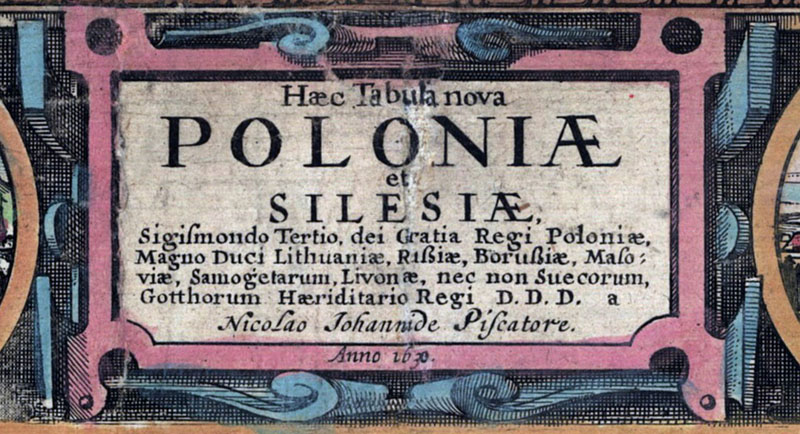 Hæc Tabula nova
POLONIÆ
et
SILESIÆ,
Sigiſmondo Tertio, dei Gratia Regi Poloniæ,
Magno Duci Lithuaniæ, Rißiæ, Borußiæ, Maſo⸗
viæ, Samogetarum, Livonæ, nec non Suecorum,
Gotthorum Hæriditario Regi D. D. D. a
Nicolao Iohannide Piſcatore.
Anno 1630.